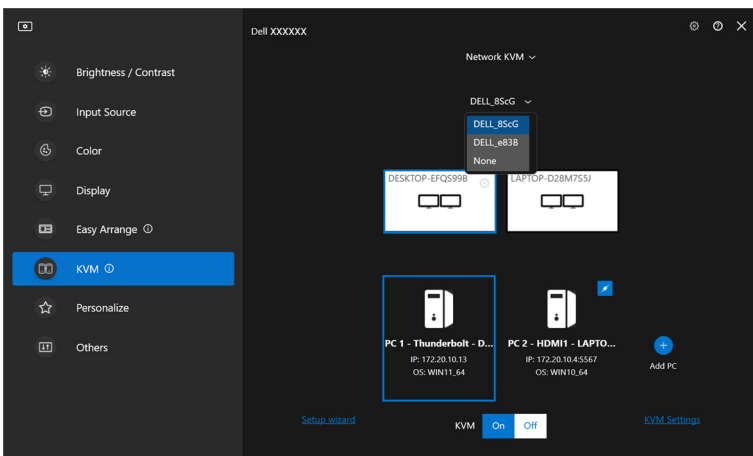 Dell XXXXXX
Network KVM
Brightness / Contrast
Input Source
Color
Display
Easy Arrange
KVM
Personalize
Others
DELL_8ScG
DELL_8ScG
DELL_e83B
None
DESKTOP-EFQS99B
LAPTOP-D28M7S5J
PC 1 - Thunderbolt - D...
IP: 172.20.10.13
OS: WIN11_64
PC 2 - HDMI1 - LAPTO...
IP: 172.20.10.4:5567
OS: WIN10_64
Add PC
Setup wizard
KVM On Off
KVM Settings